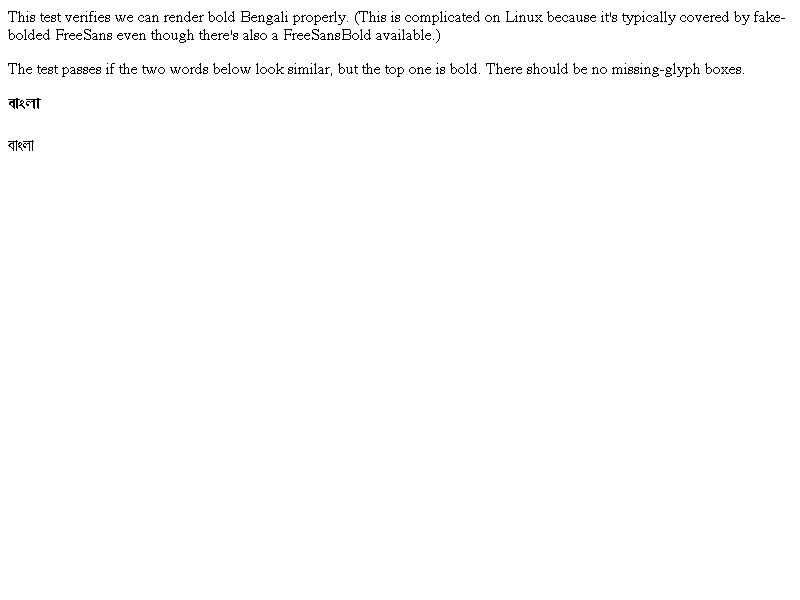 This test verifies we can render bold Bengali properly. (This is complicated on Linux because it's typically covered by fake-
bolded FreeSans even though there's also a FreeSansBold available.)
The test passes if the two words below look similar, but the top one is bold. There should be no missing-glyph boxes.
বাংলা
বাংলা